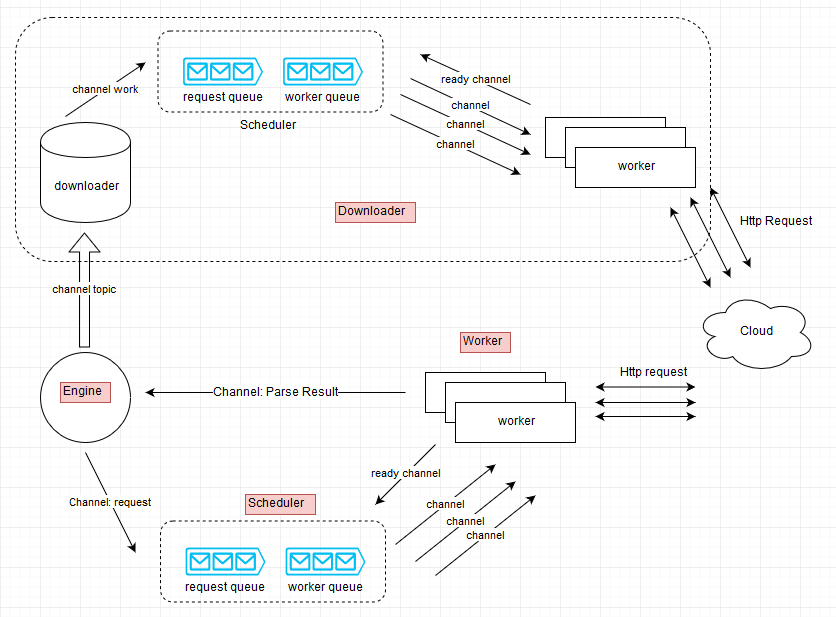 ready channel
channel work
request queue
worker queue
channel
channel
Scheduler
channel
worker
downloader
Downloader
Http Request
channel topic
Cloud
Worker
Http request
Engine
Channel: Parse Result
worker
ready channel
Channel: request
Scheduler
channel
channel
channel
request queue
worker queue